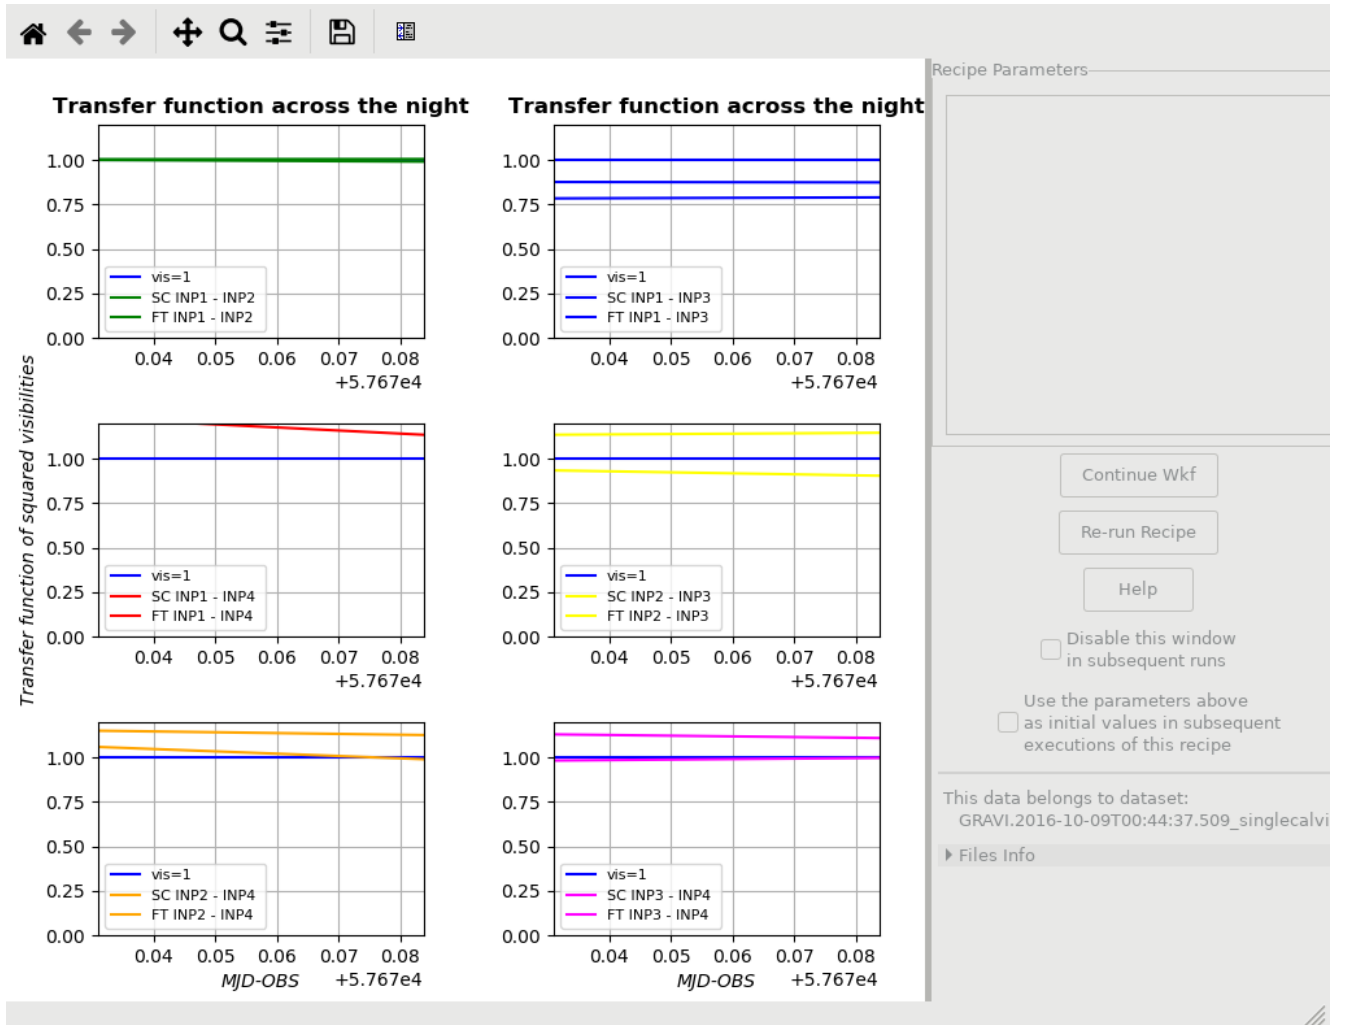 Recipe Parameters
Transfer function across the night
Transfer function across the night
Transfer function of squared visibilities
1.00
0.75
0.50
0.25
0.00
vis=1
SC INP1 - INP2
FT INP1 - INP2
0.04 0.05 0.06 0.07 0.08
+5.767e4
1.00
0.75
0.50
0.25
0.00
vis=1
SC INP1 - INP3
FT INP1 - INP3
0.04 0.05 0.06 0.07 0.08
+5.767e4
1.00
0.75
0.50
0.25
0.00
vis=1
SC INP1 - INP4
FT INP1 - INP4
0.04 0.05 0.06 0.07 0.08
+5.767e4
1.00
0.75
0.50
0.25
0.00
vis=1
SC INP2 - INP3
FT INP2 - INP3
0.04 0.05 0.06 0.07 0.08
+5.767e4
1.00
0.75
0.50
0.25
0.00
vis=1
SC INP2 - INP4
FT INP2 - INP4
0.04 0.05 0.06 0.07 0.08
MJD-OBS +5.767e4
1.00
0.75
0.50
0.25
0.00
vis=1
SC INP3 - INP4
FT INP3 - INP4
0.04 0.05 0.06 0.07 0.08
MJD-OBS +5.767e4
Continue Wkf
Re-run Recipe
Help
Disable this window
in subsequent runs
Use the parameters above
as initial values in subsequent
executions of this recipe
This data belongs to dataset:
GRAVI.2016-10-09T00:44:37.509_singlecalvi
Files Info